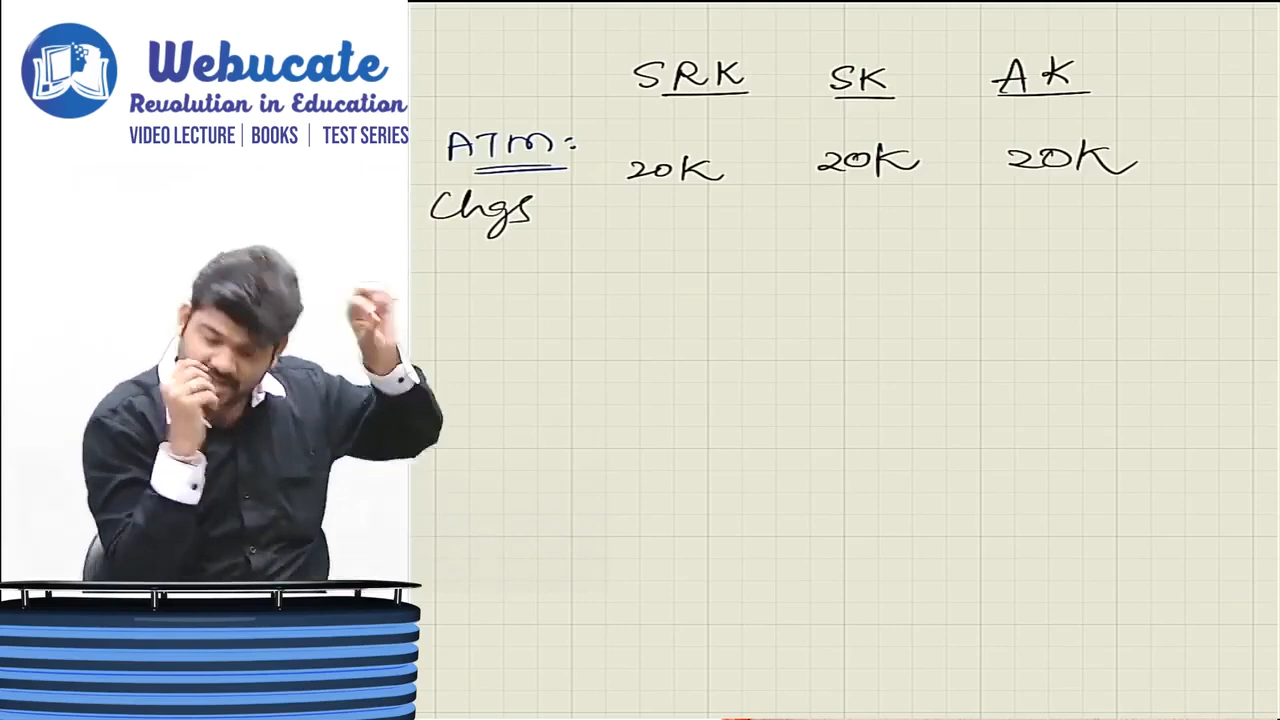 Webucate
Revolution in Education
VIDEO LECTURE | BOOKS | TEST SERIES
SRK SK AK
ATM: 20K 20K 20K
Chgs